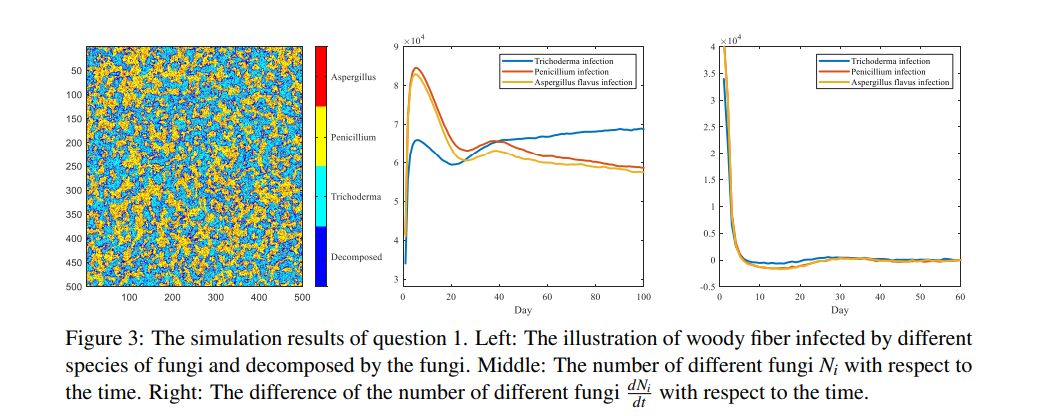 50
100
150
200
250
300
350
400
450
500
100 200 300 400 500
Aspergillus
Penicillium
Trichoderma
Decomposed
×10⁴
9
8
7
6
5
4
3
0 20 40 60 80 100
Day
Trichoderma infection
Penicillium infection
Aspergillus flavus infection
×10⁴
4
3.5
3
2.5
2
1.5
1
0.5
0
-0.5
0 10 20 30 40 50 60
Day
Trichoderma infection
Penicillium infection
Aspergillus flavus infection
Figure 3: The simulation results of question 1. Left: The illustration of woody fiber infected by different
species of fungi and decomposed by the fungi. Middle: The number of different fungi Nᵢ with respect to
the time. Right: The difference of the number of different fungi dNᵢ/dt with respect to the time.